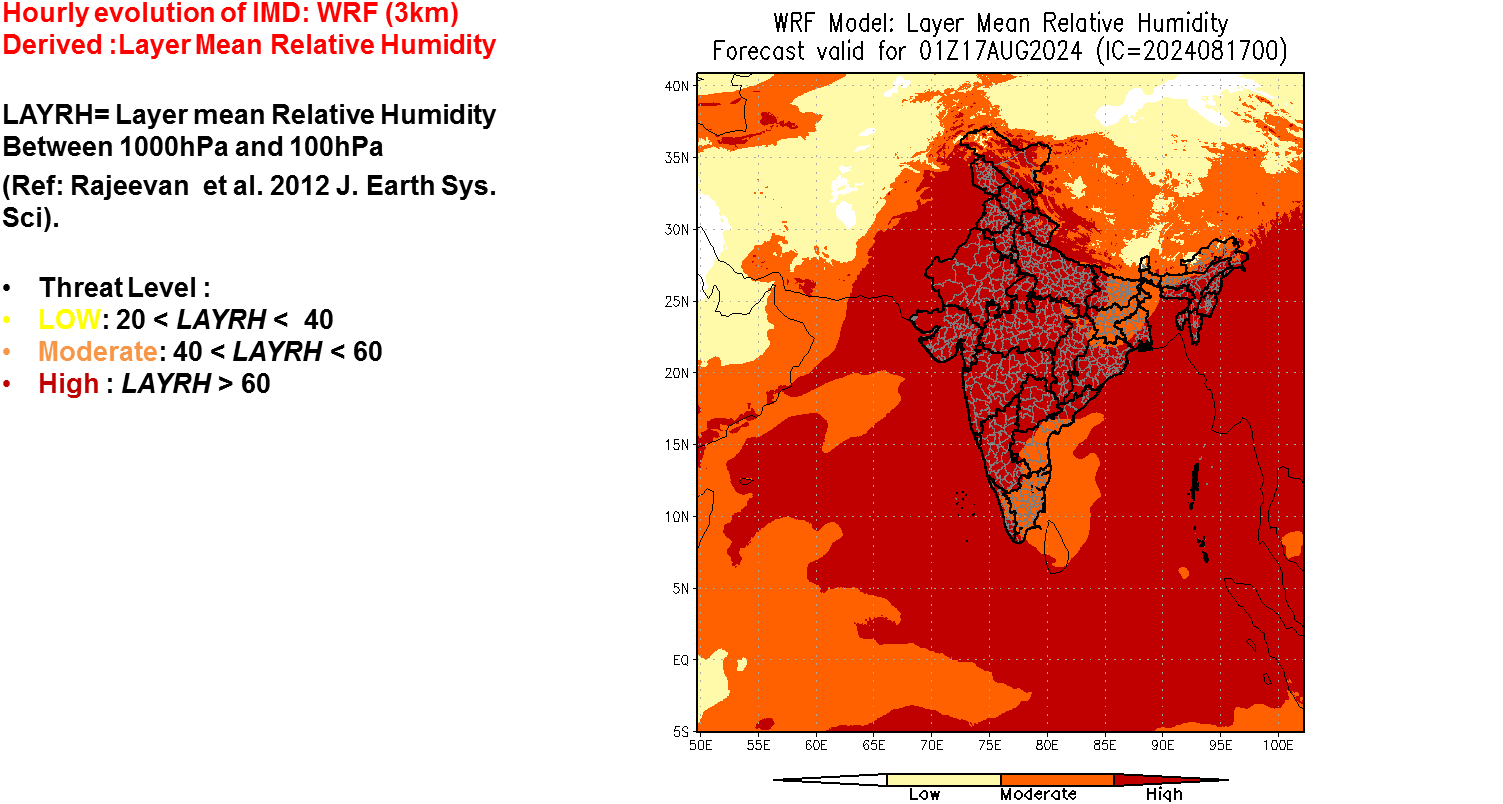 Hourly evolution of IMD: WRF (3km)
Derived :Layer Mean Relative Humidity
LAYRH= Layer mean Relative Humidity
Between 1000hPa and 100hPa
(Ref: Rajeevan et al. 2012 J. Earth Sys.
Sci).
• Threat Level :
• LOW: 20 < LAYRH < 40
• Moderate: 40 < LAYRH < 60
• High : LAYRH > 60
WRF Model: Layer Mean Relative Humidity
Forecast valid for 01Z17AUG2024 (IC=2024081700)
40N
35N
30N
25N
20N
15N
10N
5N
EQ
5S
50E 55E 60E 65E 70E 75E 80E 85E 90E 95E 100E
Low Moderate High